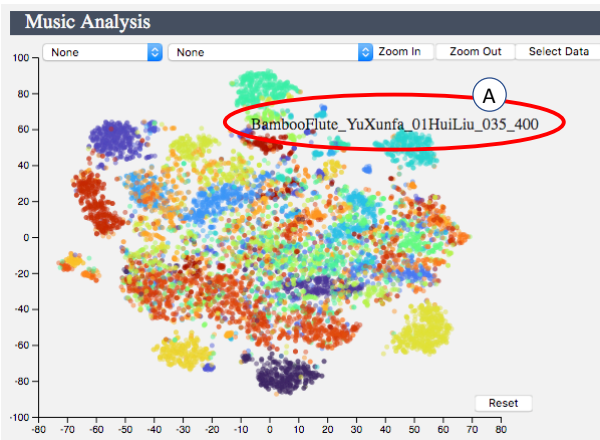 Music Analysis
None None Zoom In Zoom Out Select Data
100
A
80
BambooFlute_YuXunfa_01HuiLiu_035_400
60
40
20
0
-20
-40
-60
-80
Reset
-100
-80 -70 -60 -50 -40 -30 -20 -10 0 10 20 30 40 50 60 70 80